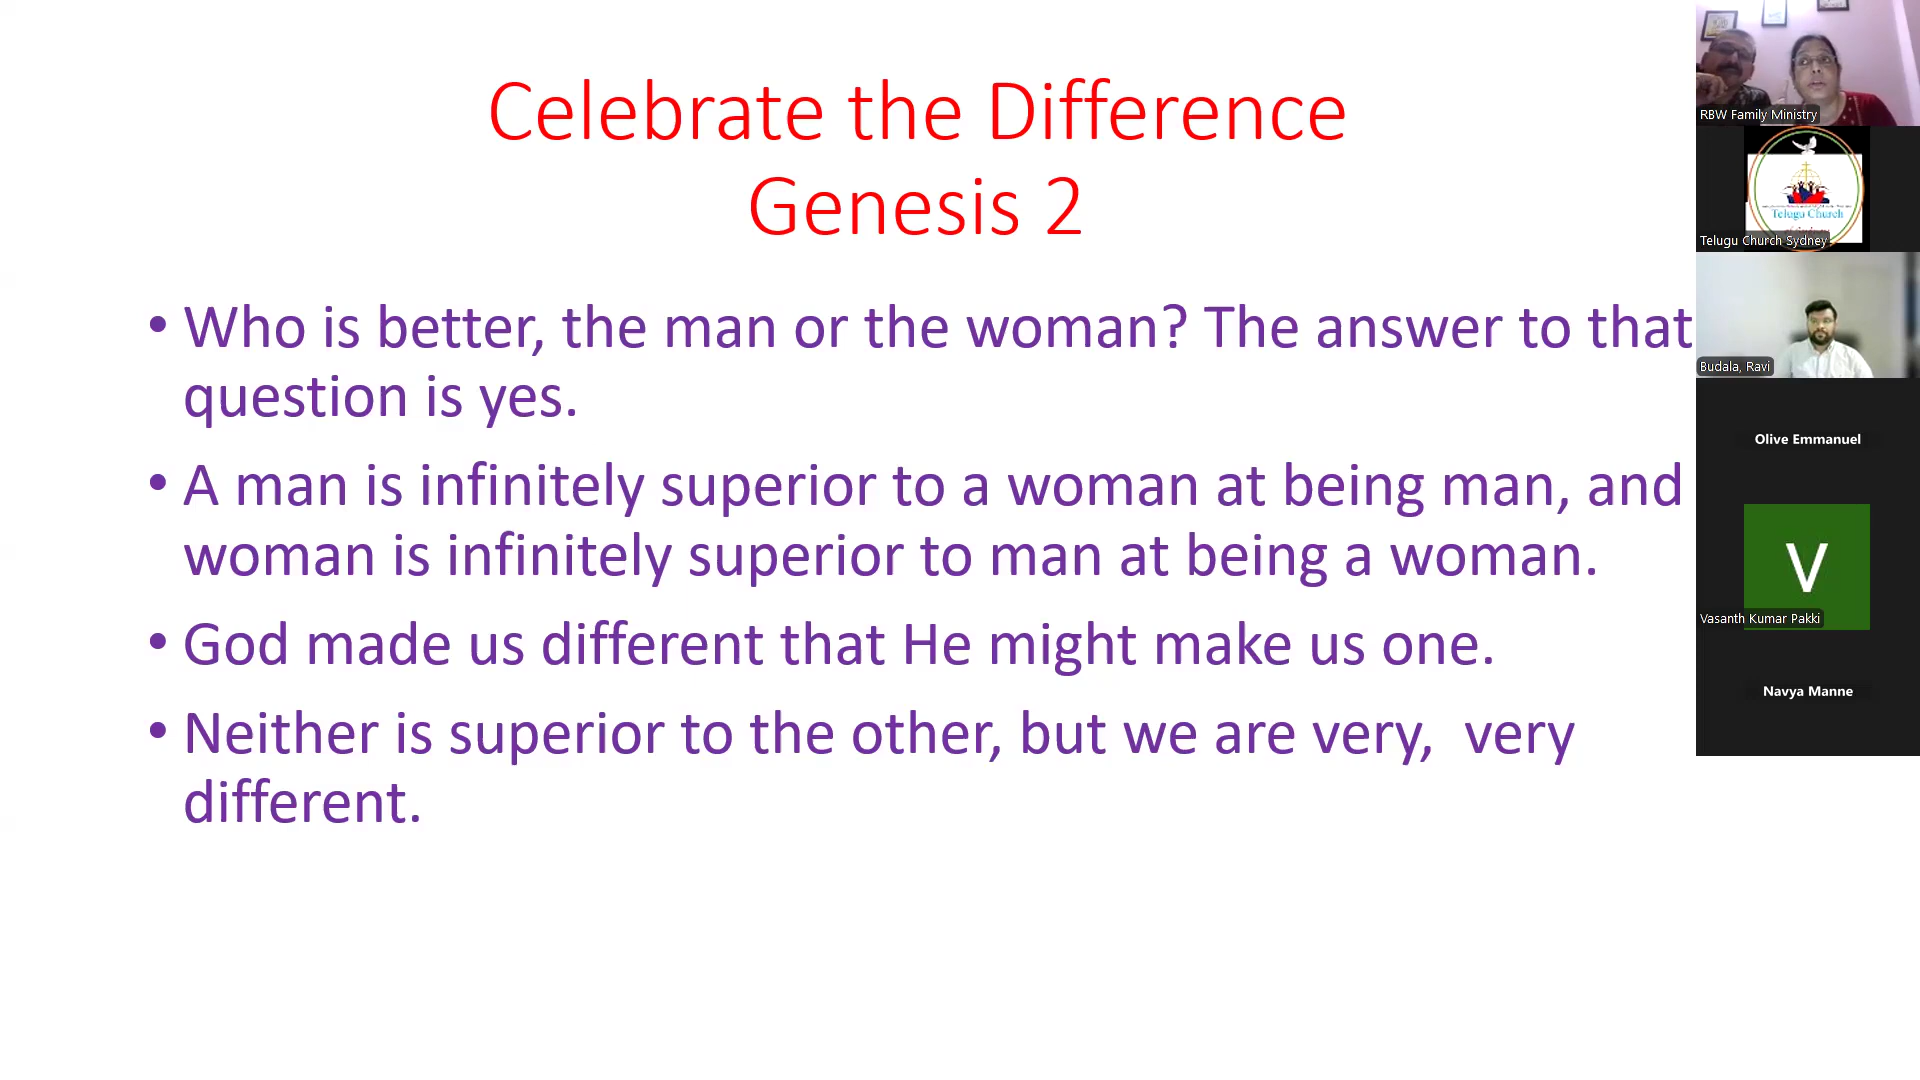 Celebrate the Difference
Genesis 2
• Who is better, the man or the woman? The answer to that
question is yes.
• A man is infinitely superior to a woman at being man, and
woman is infinitely superior to man at being a woman.
• God made us different that He might make us one.
• Neither is superior to the other, but we are very,  very
different.
RBW Family Ministry
Telugu Church
Telugu Church Sydney
Budala, Ravi
Olive Emmanuel
V
Vasanth Kumar Pakki
Navya Manne